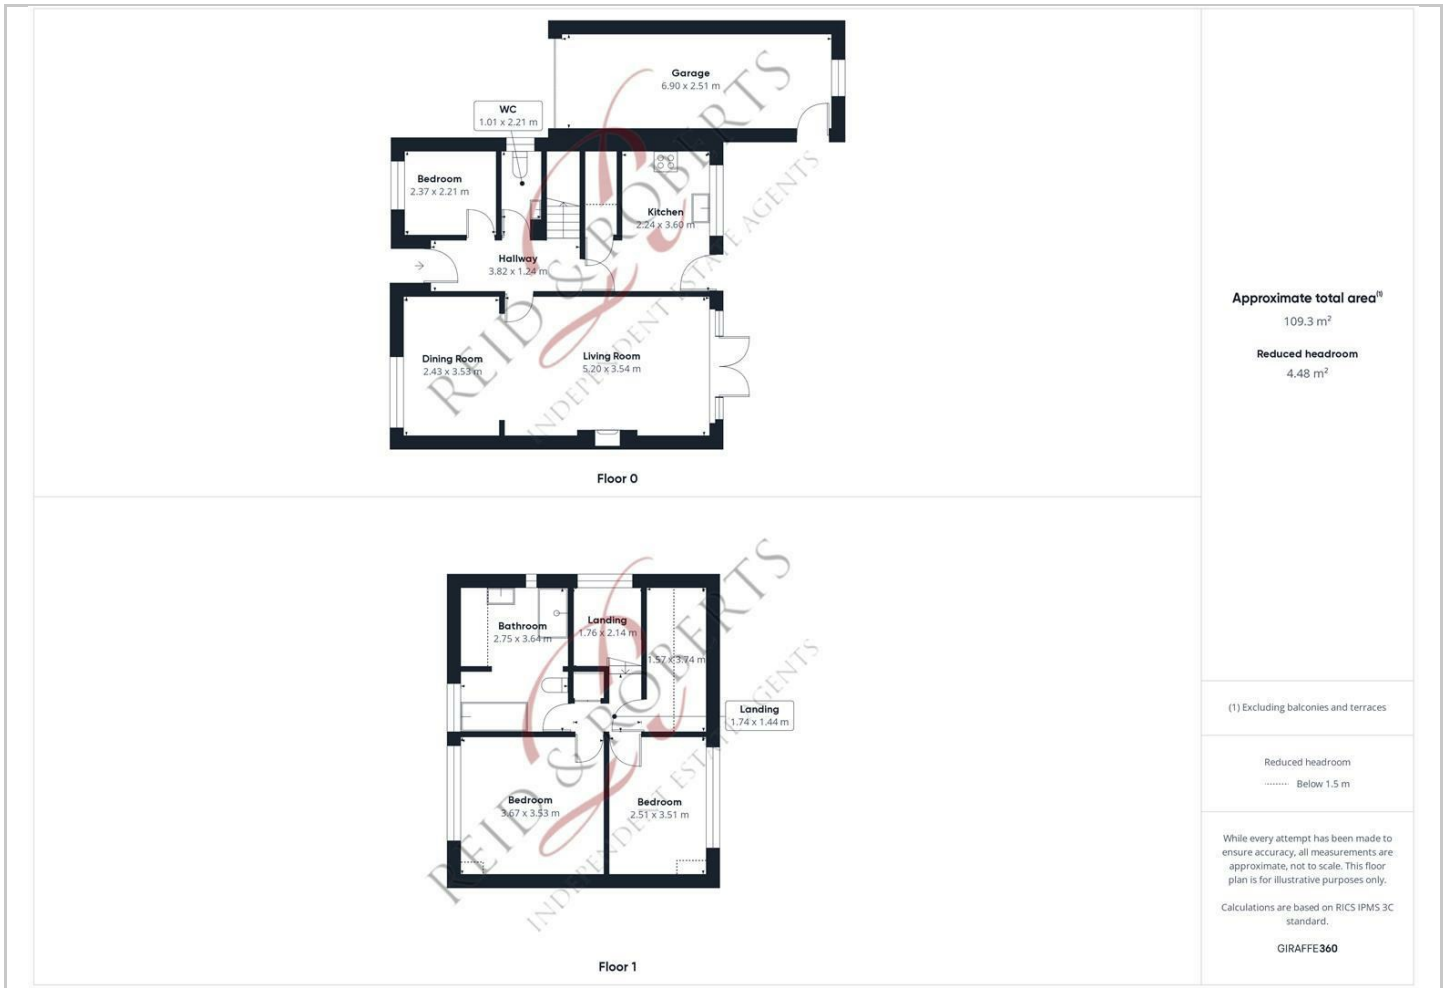 Garage
6.90 x 2.51 m
WC
1.01 x 2.21 m
Bedroom
2.37 x 2.21 m
Kitchen
2.24 x 3.60 m
Hallway
3.82 x 1.24 m
Dining Room
2.43 x 3.53 m
Living Room
5.20 x 3.54 m
REID & ROBERTS
INDEPENDENT ESTATE AGENTS
Floor 0
Landing
1.76 x 2.14 m
Bathroom
2.75 x 3.64 m
1.57 x 3.74 m
Landing
1.74 x 1.44 m
Bedroom
3.67 x 3.53 m
Bedroom
2.51 x 3.51 m
REID & ROBERTS
INDEPENDENT ESTATE AGENTS
Floor 1
Approximate total area(1)
109.3 m²
Reduced headroom
4.48 m²
(1) Excluding balconies and terraces
Reduced headroom
Below 1.5 m
While every attempt has been made to
ensure accuracy, all measurements are
approximate, not to scale. This floor
plan is for illustrative purposes only.
Calculations are based on RICS IPMS 3C
standard.
GIRAFFE360